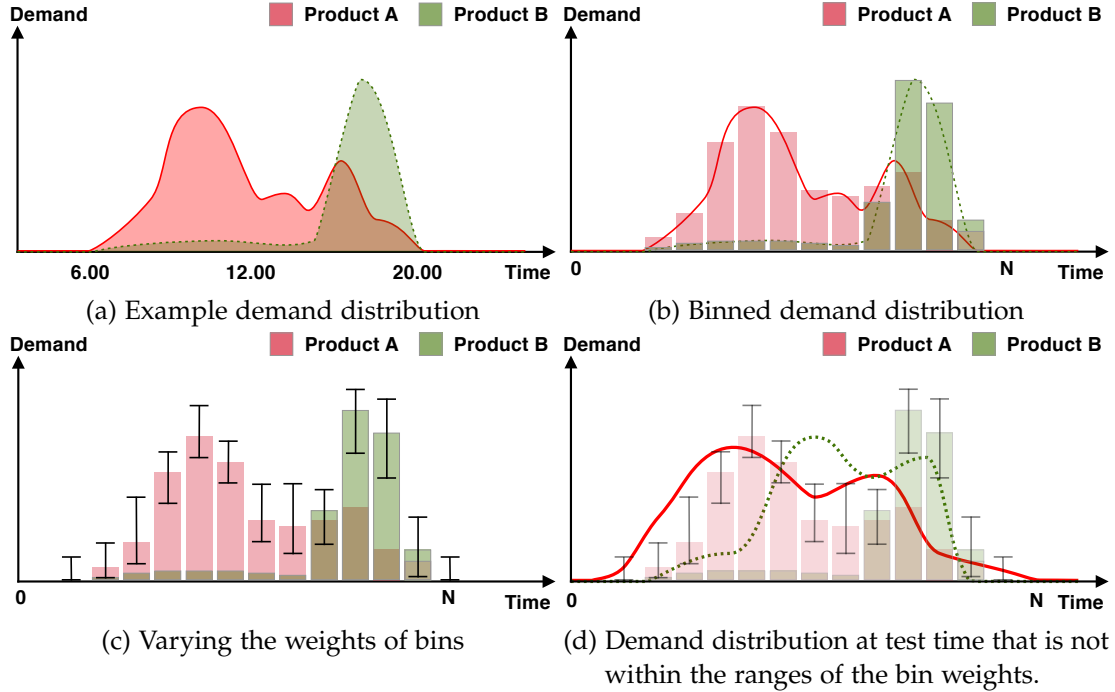 Demand Product A Product B
6.00 12.00 20.00 Time
(a) Example demand distribution
Demand Product A Product B
0 N Time
(b) Binned demand distribution
Demand Product A Product B
0 N Time
(c) Varying the weights of bins
Demand Product A Product B
0 N Time
(d) Demand distribution at test time that is not
within the ranges of the bin weights.